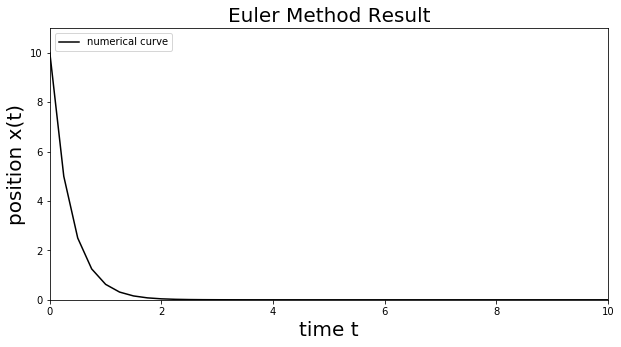 Euler Method Result
numerical curve
position x(t)
10
8
6
4
2
0
0 2 4 6 8 10
time t